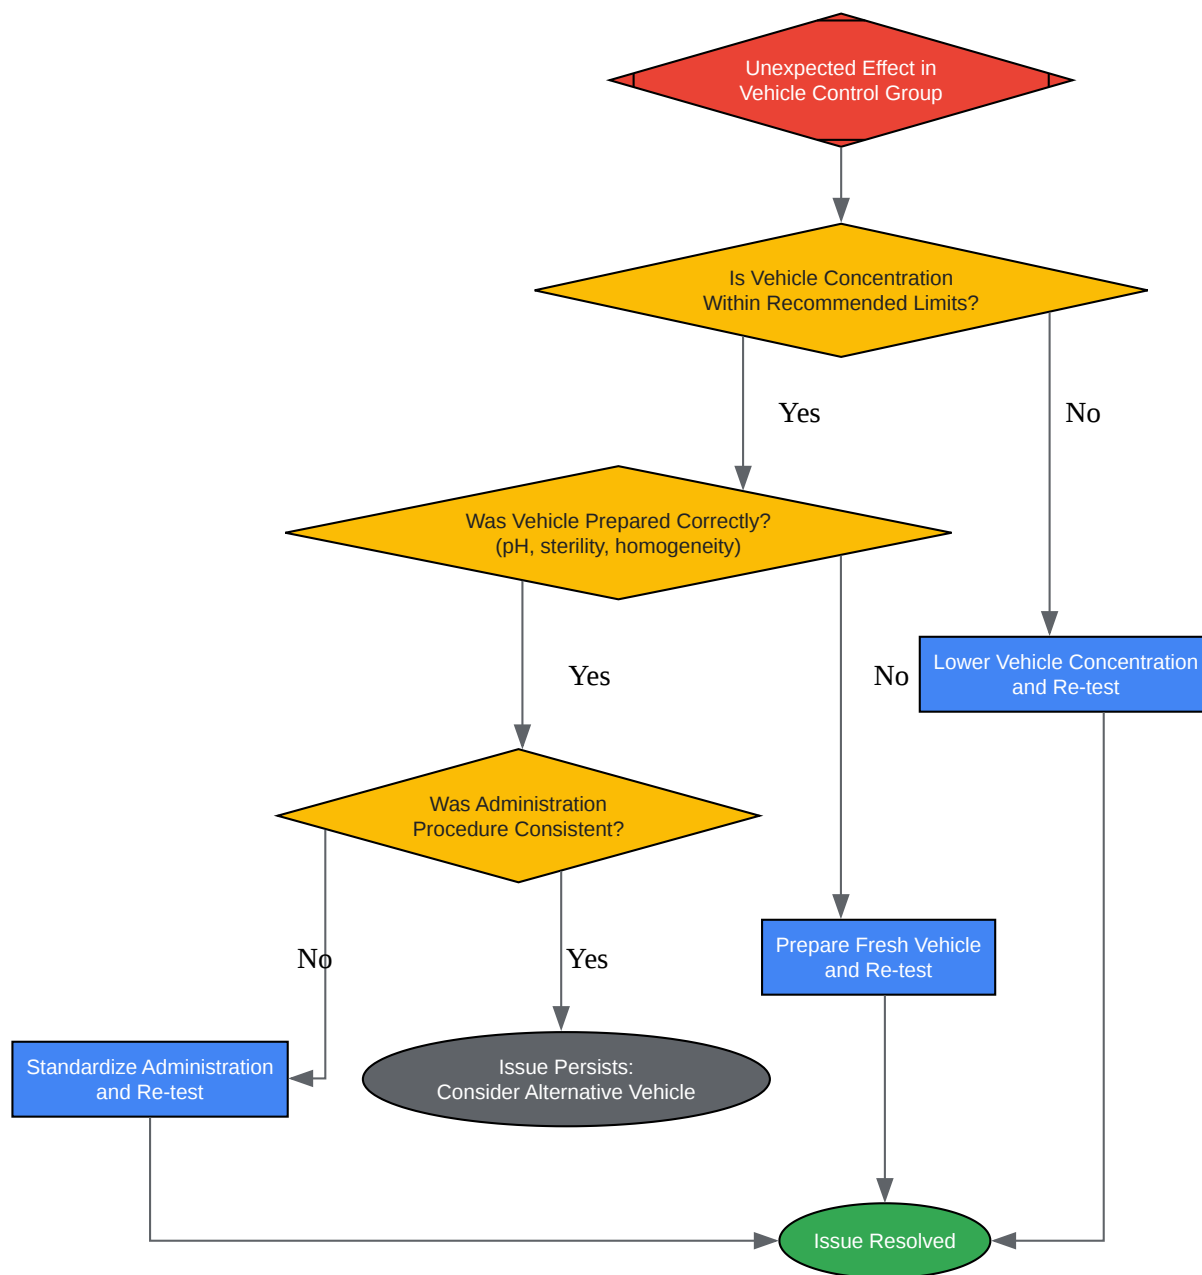 Unexpected Effect in
Vehicle Control Group
Is Vehicle Concentration
Within Recommended Limits?
Yes
No
Was Vehicle Prepared Correctly?
(pH, sterility, homogeneity)
Yes
No
Lower Vehicle Concentration
and Re-test
Was Administration
Procedure Consistent?
No
Yes
Prepare Fresh Vehicle
and Re-test
Standardize Administration
and Re-test
Issue Persists:
Consider Alternative Vehicle
Issue Resolved